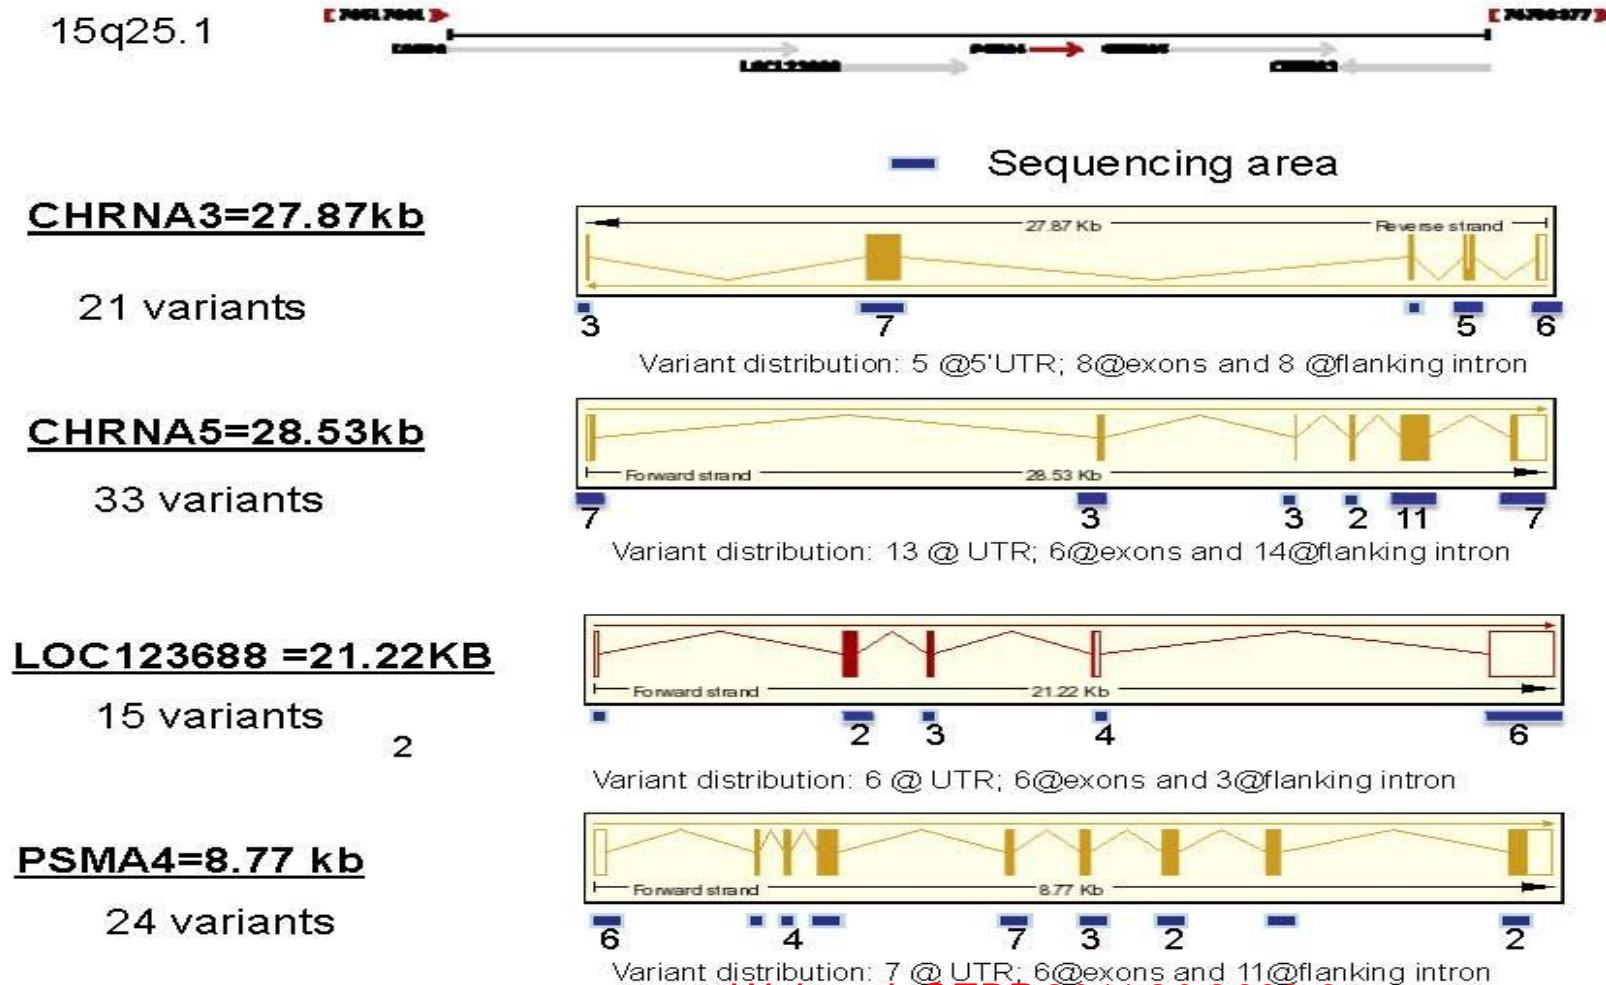 15q25.1
LOC123688
Sequencing area
CHRNA3=27.87kb
21 variants
27.87 Kb
Reverse strand
3 7 5 6
Variant distribution: 5 @5'UTR; 8@exons and 8 @flanking intron
CHRNA5=28.53kb
33 variants
Forward strand
28.53 Kb
7 3 3 2 11 7
Variant distribution: 13 @ UTR; 6@exons and 14@flanking intron
LOC123688 =21.22KB
15 variants
2
Forward strand
21.22 Kb
2 3 4 6
Variant distribution: 6 @ UTR; 6@exons and 3@flanking intron
PSMA4=8.77 kb
24 variants
Forward strand
8.77 Kb
6 4 7 3 2 2
Variant distribution: 7 @ UTR; 6@exons and 11@flanking intron